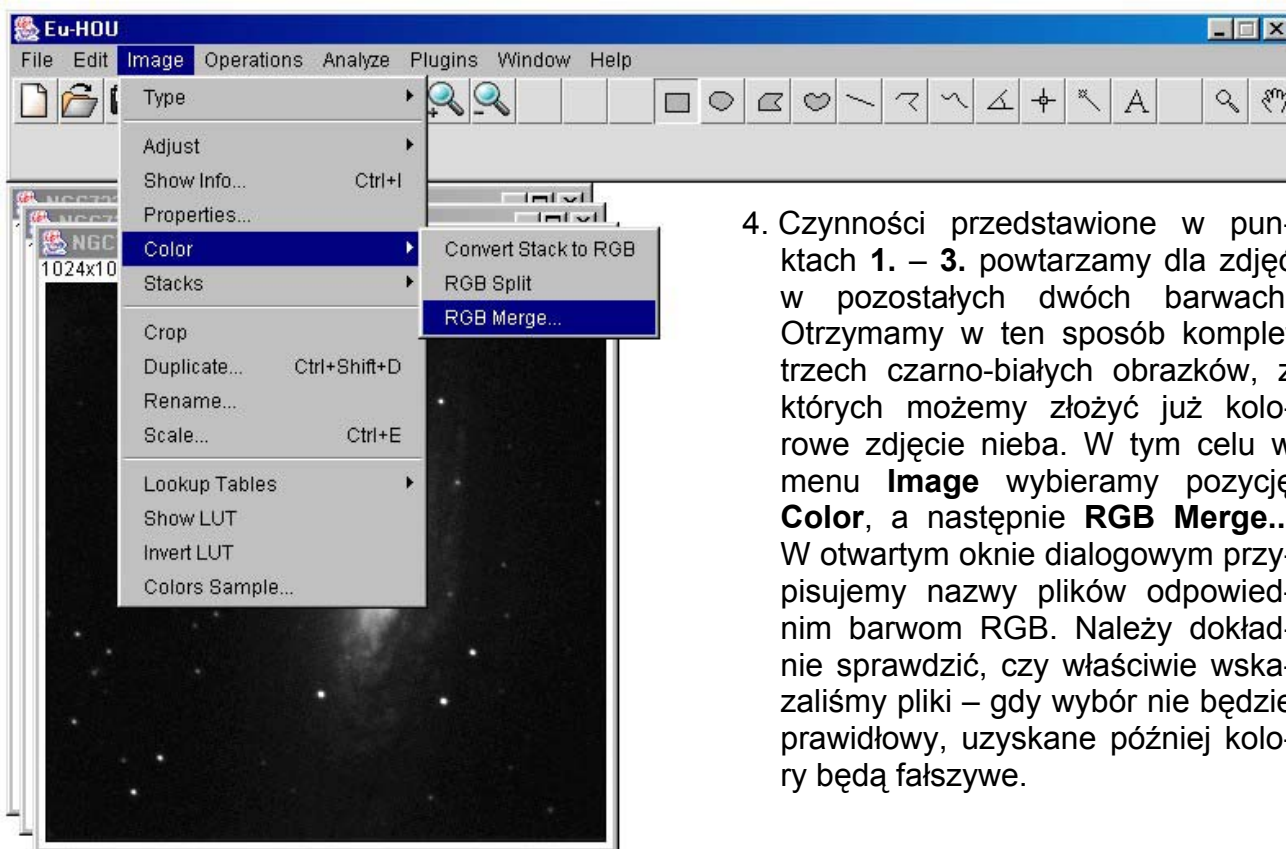 Eu-HOU
File Edit Image Operations Analyze Plugins Window Help
Type
Adjust
Show Info... Ctrl+I
Properties...
Color
Stacks
Crop
Duplicate... Ctrl+Shift+D
Rename...
Scale... Ctrl+E
Lookup Tables
Show LUT
Invert LUT
Colors Sample...
Convert Stack to RGB
RGB Split
RGB Merge...
A
NGC
1024x10
4. Czynności przedstawione w pun-
ktach 1. – 3. powtarzamy dla zdjęć
w pozostałych dwóch barwach
Otrzymamy w ten sposób komple
trzech czarno-białych obrazków, z
których możemy złożyć już kolo-
rowe zdjęcie nieba. W tym celu w
menu Image wybieramy pozycję
Color, a następnie RGB Merge..
W otwartym oknie dialogowym przy-
pisujemy nazwy plików odpowied-
nim barwom RGB. Należy dokład-
nie sprawdzić, czy właściwie wska-
zaliśmy pliki – gdy wybór nie będzie
prawidłowy, uzyskane później kolo-
ry będą fałszywe.